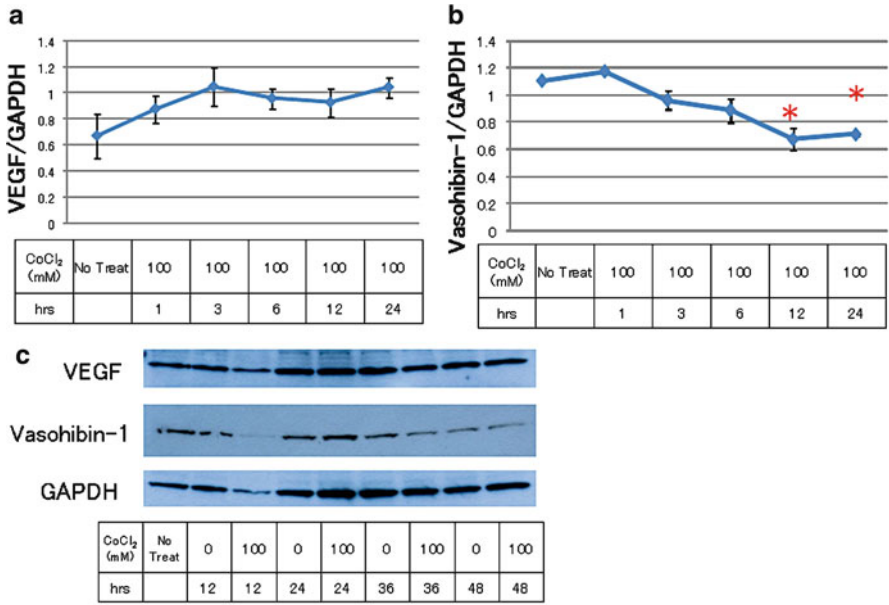 a
VEGF/GAPDH
1.4
1.2
1
0.8
0.6
0.4
0.2
0
CoCl₂ (mM) No Treat 100 100 100 100 100
hrs 1 3 6 12 24
b
Vasohibin-1/GAPDH
1.4
1.2
1
0.8
0.6
0.4
0.2
0
*
*
CoCl₂ (mM) No Treat 100 100 100 100 100
hrs 1 3 6 12 24
c
VEGF
Vasohibin-1
GAPDH
CoCl₂ (mM) No Treat 0 100 0 100 0 100 0 100
hrs 12 12 24 24 36 36 48 48